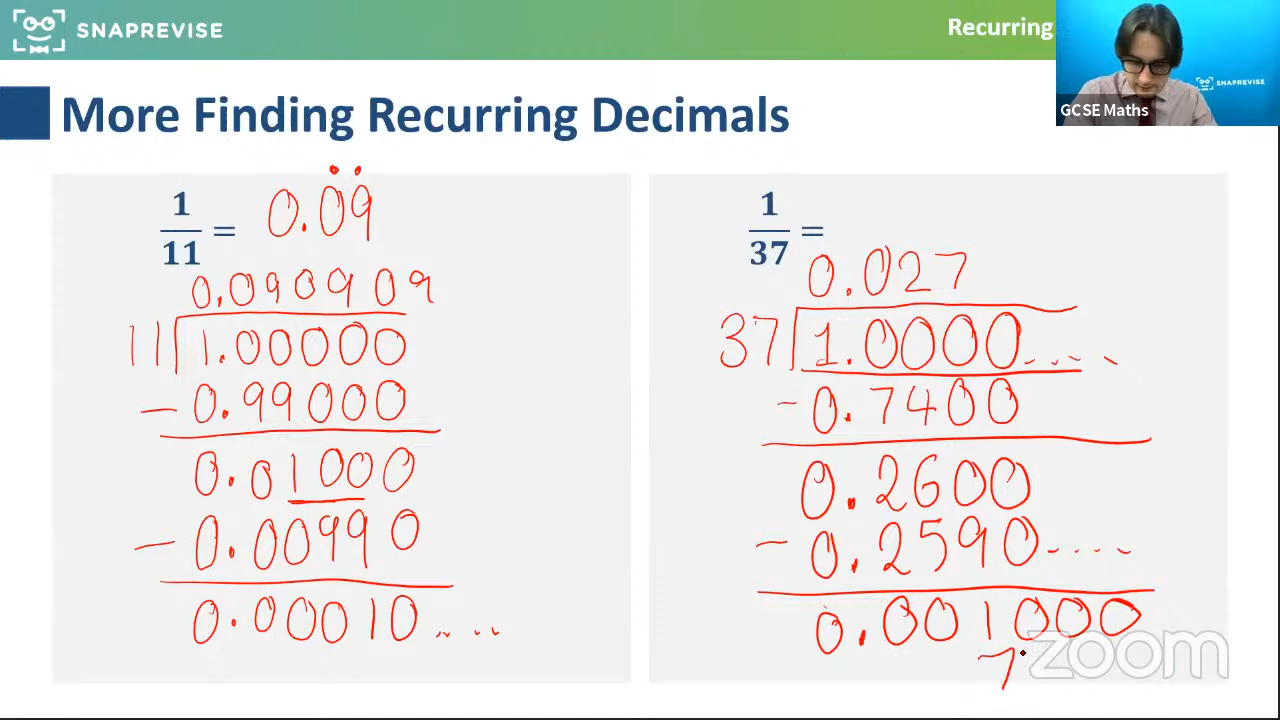 SNAPREVISE
Recurring
SNAPREVISE
GCSE Maths
More Finding Recurring Decimals
1/11 = 0.0̇9̇
0.090909
11 1.00000
- 0.99000
0.01000
- 0.00990
0.00010....
1/37 =
0.027
37 1.0000....
- 0.7400
0.2600
- 0.2590....
0.001000
7
zoom